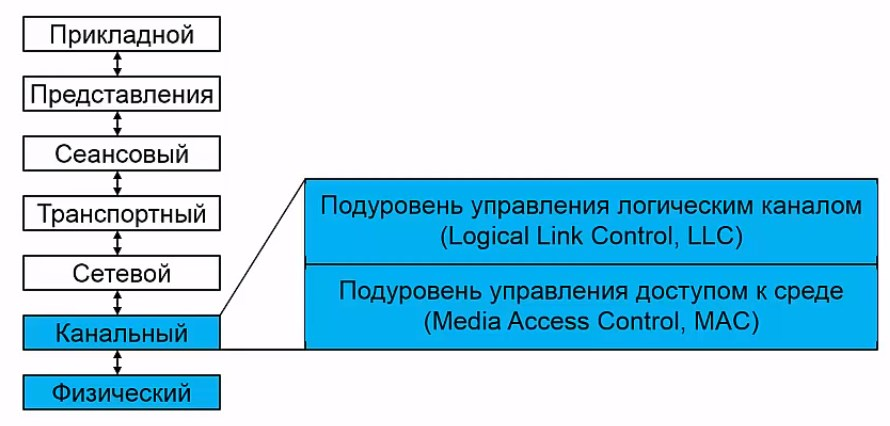 Прикладной
Представления
Сеансовый
Транспортный
Сетевой
Канальный
Физический
Подуровень управления логическим каналом
(Logical Link Control, LLC)
Подуровень управления доступом к среде
(Media Access Control, MAC)